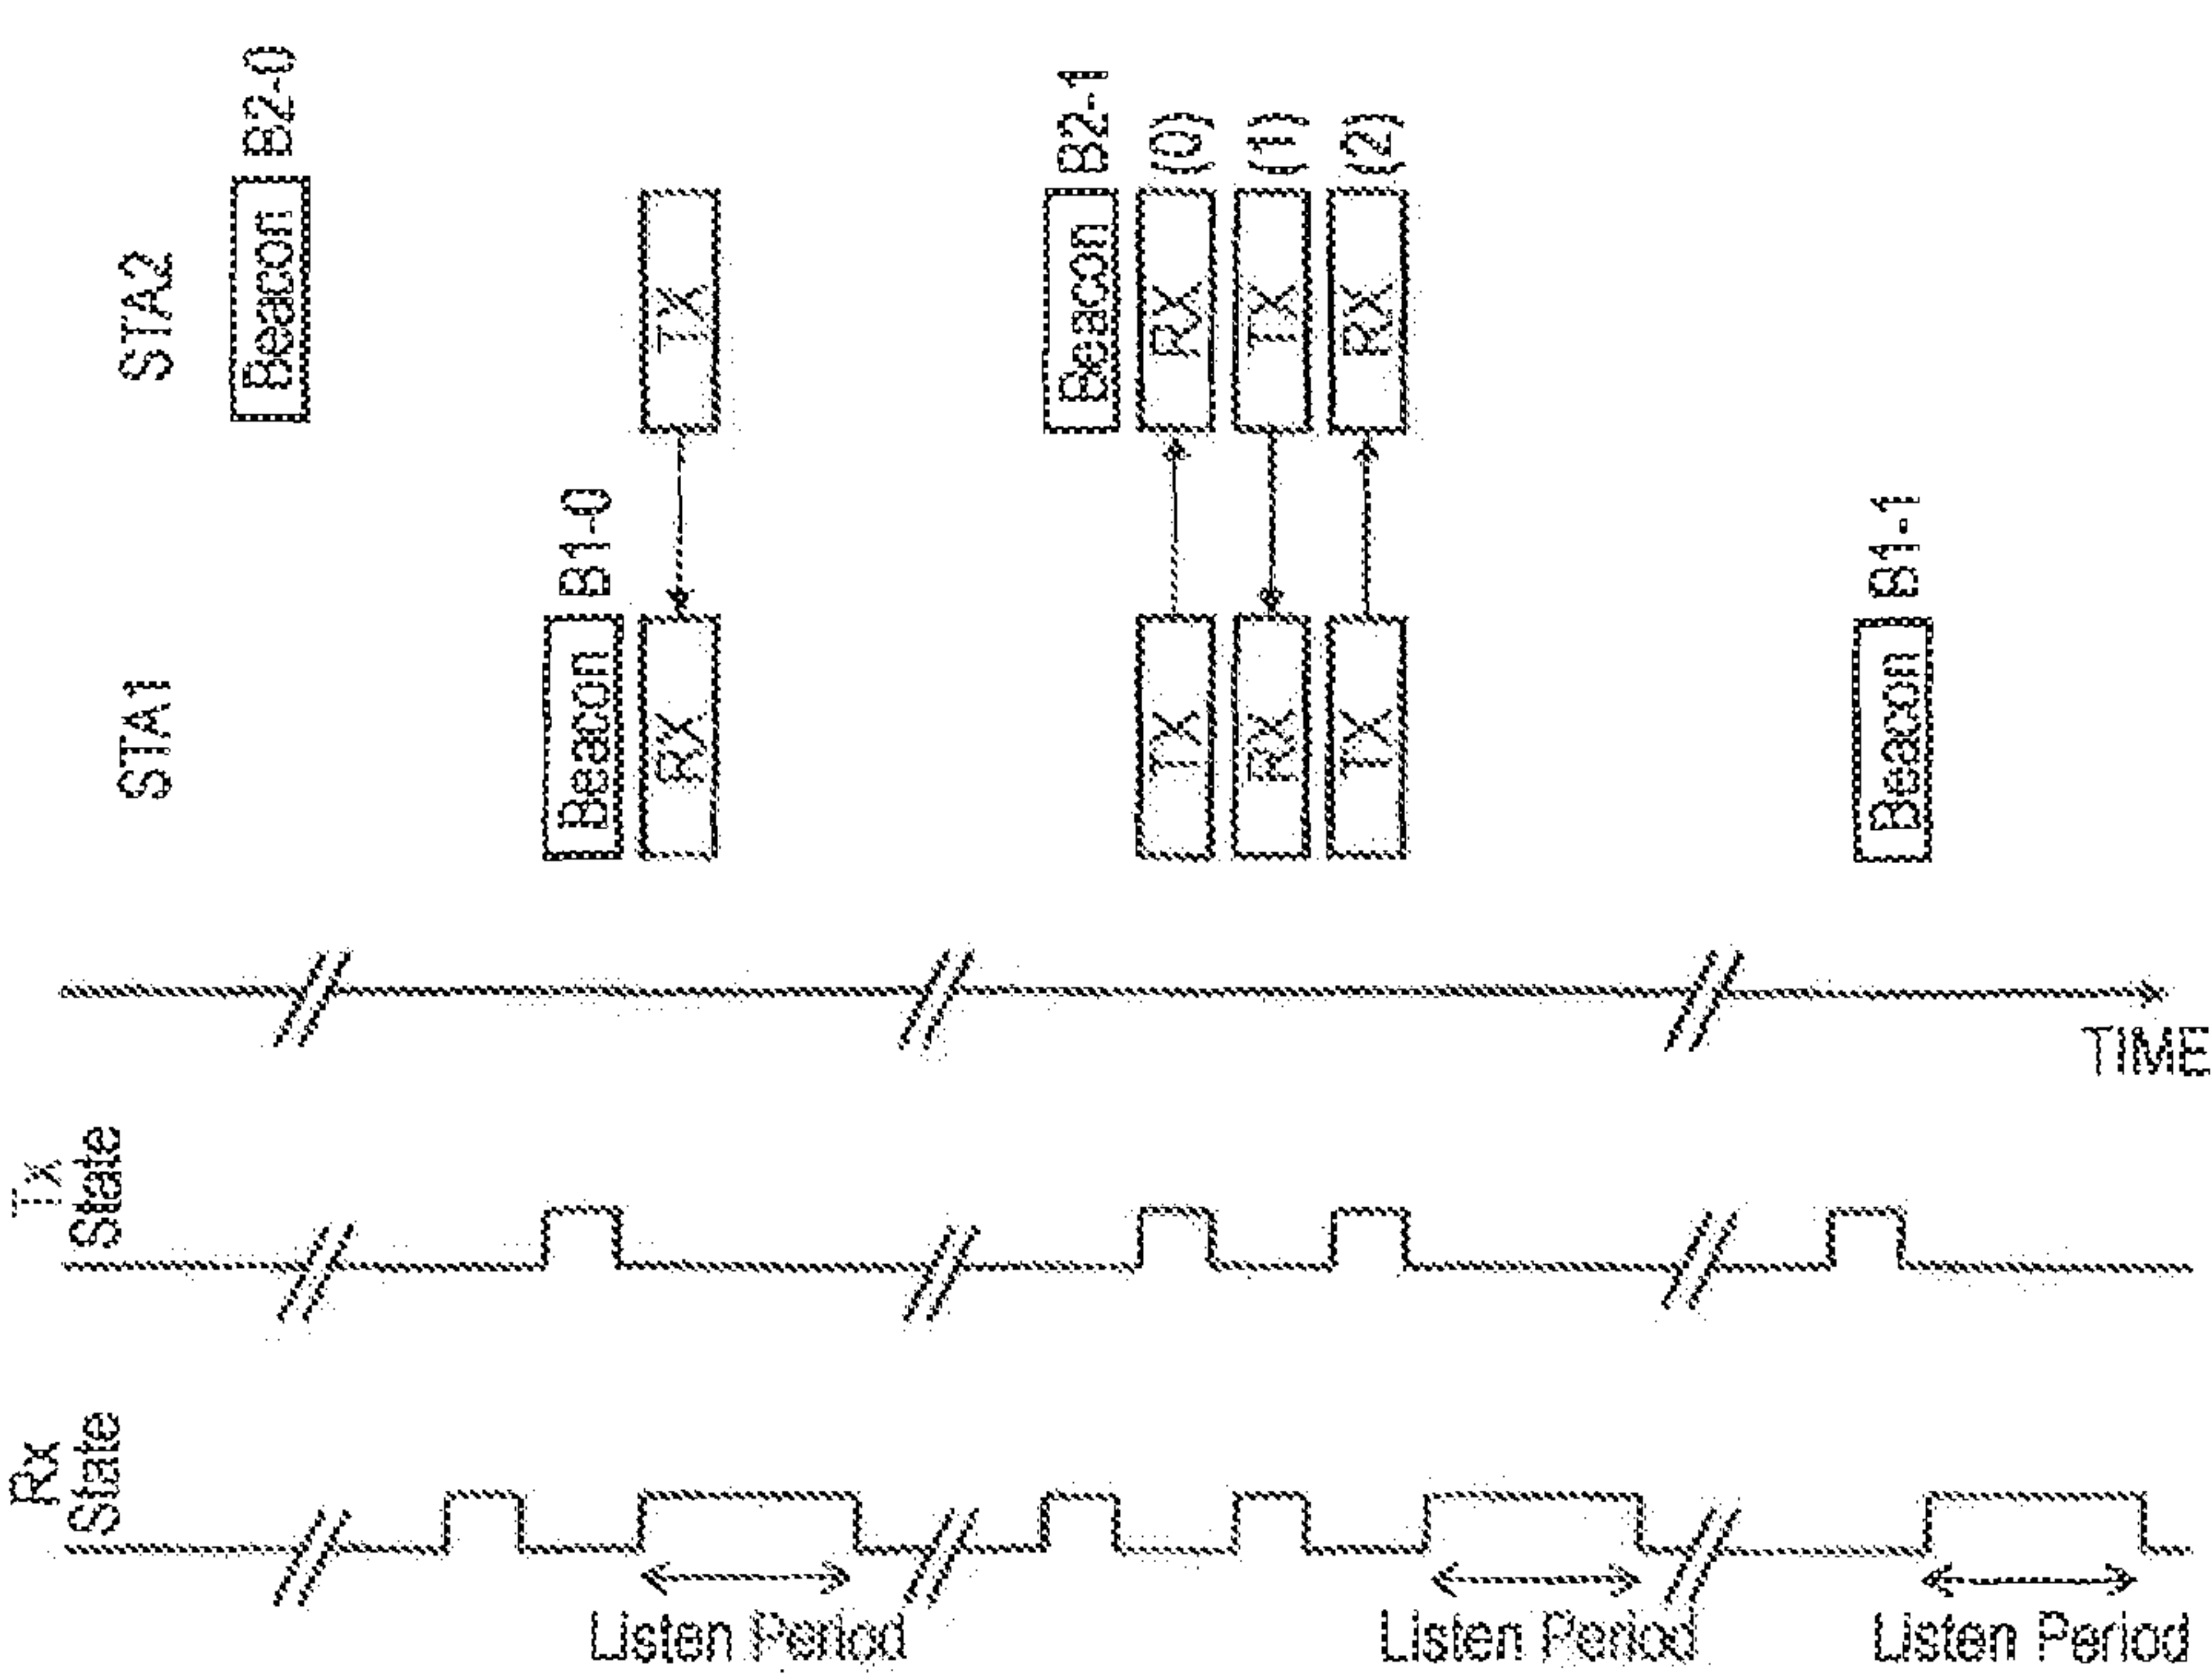 STA2
Beacon B2-0
TX
Beacon B2-1
RX (0)
TX (1)
RX (2)
STA1
Beacon B1-0
RX
TX
RX
TX
Beacon B1-1
TIME
Tx
State
Rx
State
Listen Period
Listen Period
Listen Period